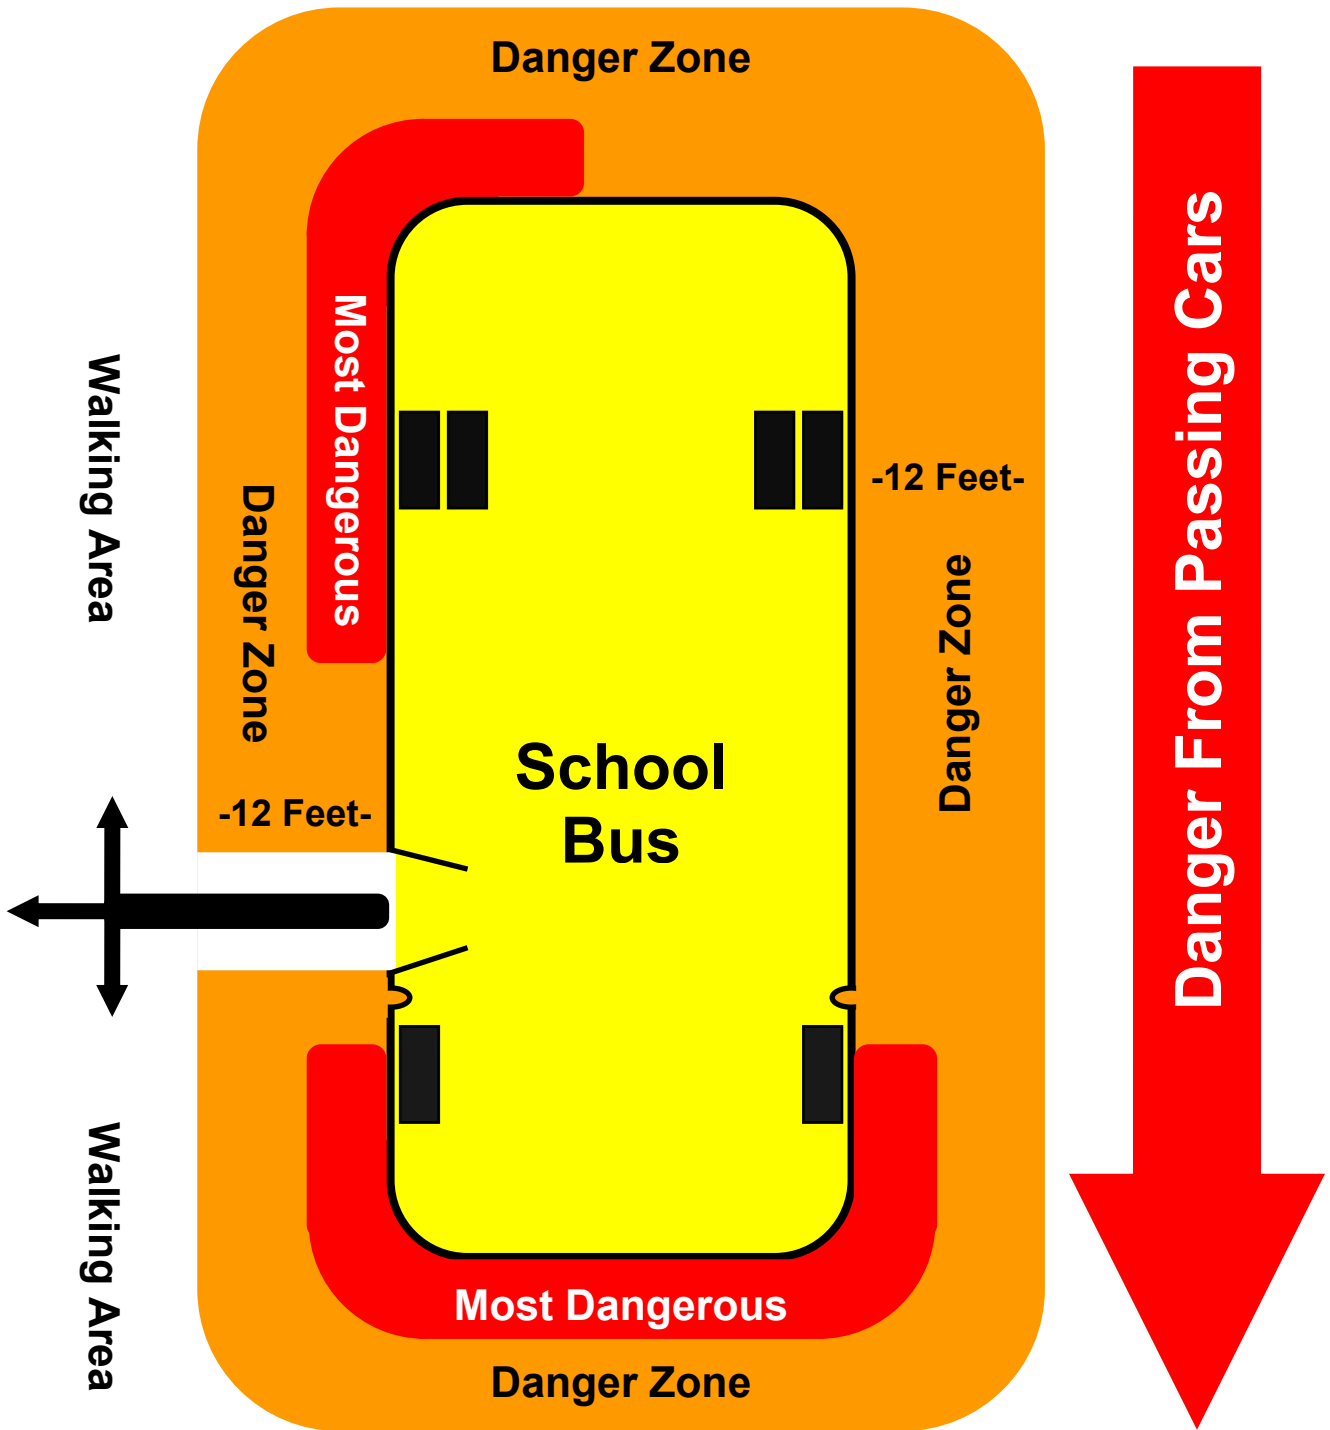 Danger Zone
Most Dangerous
Walking Area
Danger Zone
-12 Feet-
-12 Feet-
Danger Zone
Danger From Passing Cars
School
Bus
Walking Area
Most Dangerous
Danger Zone